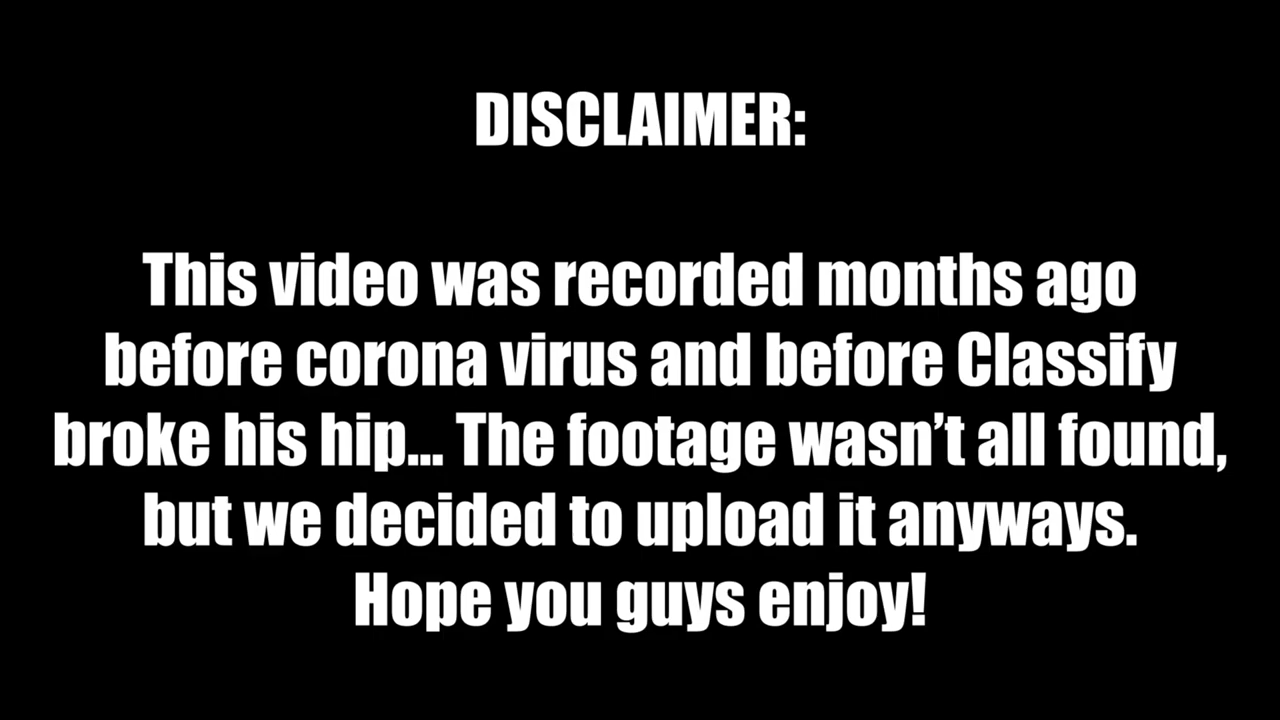 DISCLAIMER:
This video was recorded months ago
before corona virus and before Classify
broke his hip... The footage wasn’t all found,
but we decided to upload it anyways.
Hope you guys enjoy!